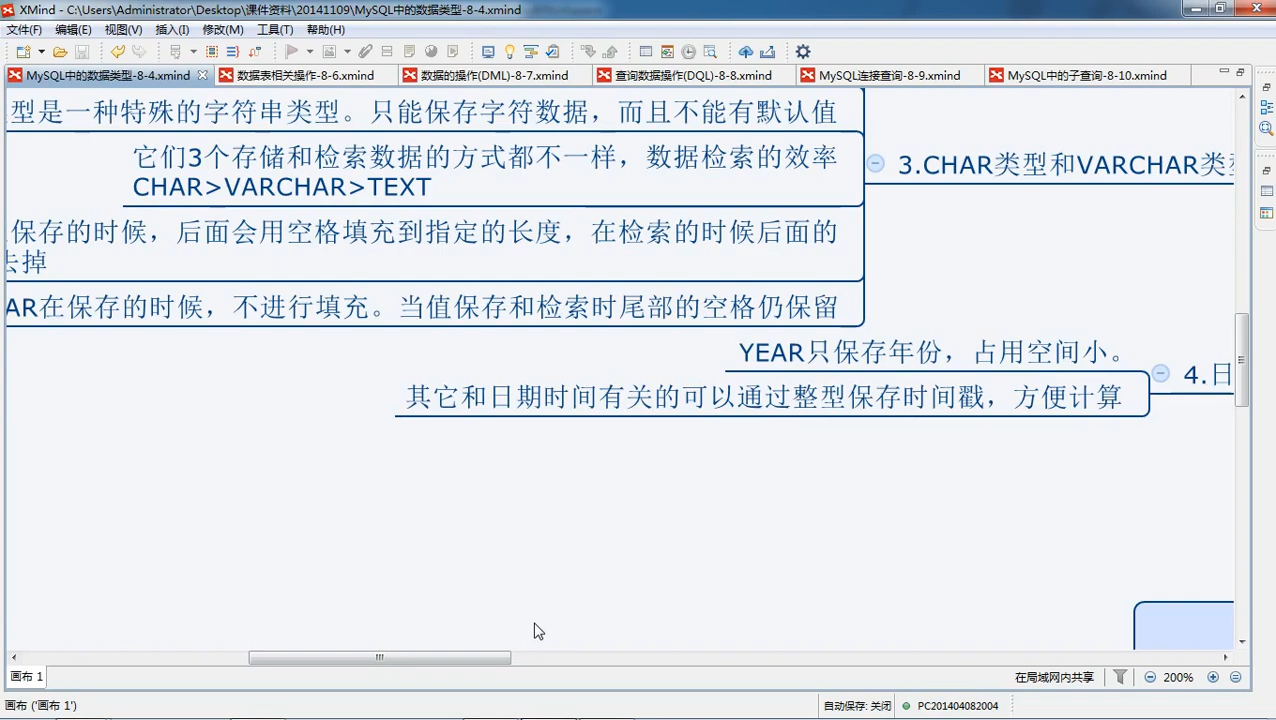 XMind - C:\Users\Administrator\Desktop\课件资料\20141109\MySQL中的数据类型-8-4.xmind
文件(F) 编辑(E) 视图(V) 插入(I) 修改(M) 工具(T) 帮助(H)
MySQL中的数据类型-8-4.xmind 数据表相关操作-8-6.xmind 数据的操作(DML)-8-7.xmind 查询数据操作(DQL)-8-8.xmind MySQL连接查询-8-9.xmind MySQL中的子查询-8-10.xmind
型是一种特殊的字符串类型。只能保存字符数据，而且不能有默认值
它们3个存储和检索数据的方式都不一样，数据检索的效率
CHAR>VARCHAR>TEXT
3.CHAR类型和VARCHAR类型
保存的时候，后面会用空格填充到指定的长度，在检索的时候后面的
去掉
AR在保存的时候，不进行填充。当值保存和检索时尾部的空格仍保留
YEAR只保存年份，占用空间小。
4.日
其它和日期时间有关的可以通过整型保存时间戳，方便计算
画布 1
在局域网内共享 200%
画布 ('画布 1') 自动保存: 关闭 PC201404082004